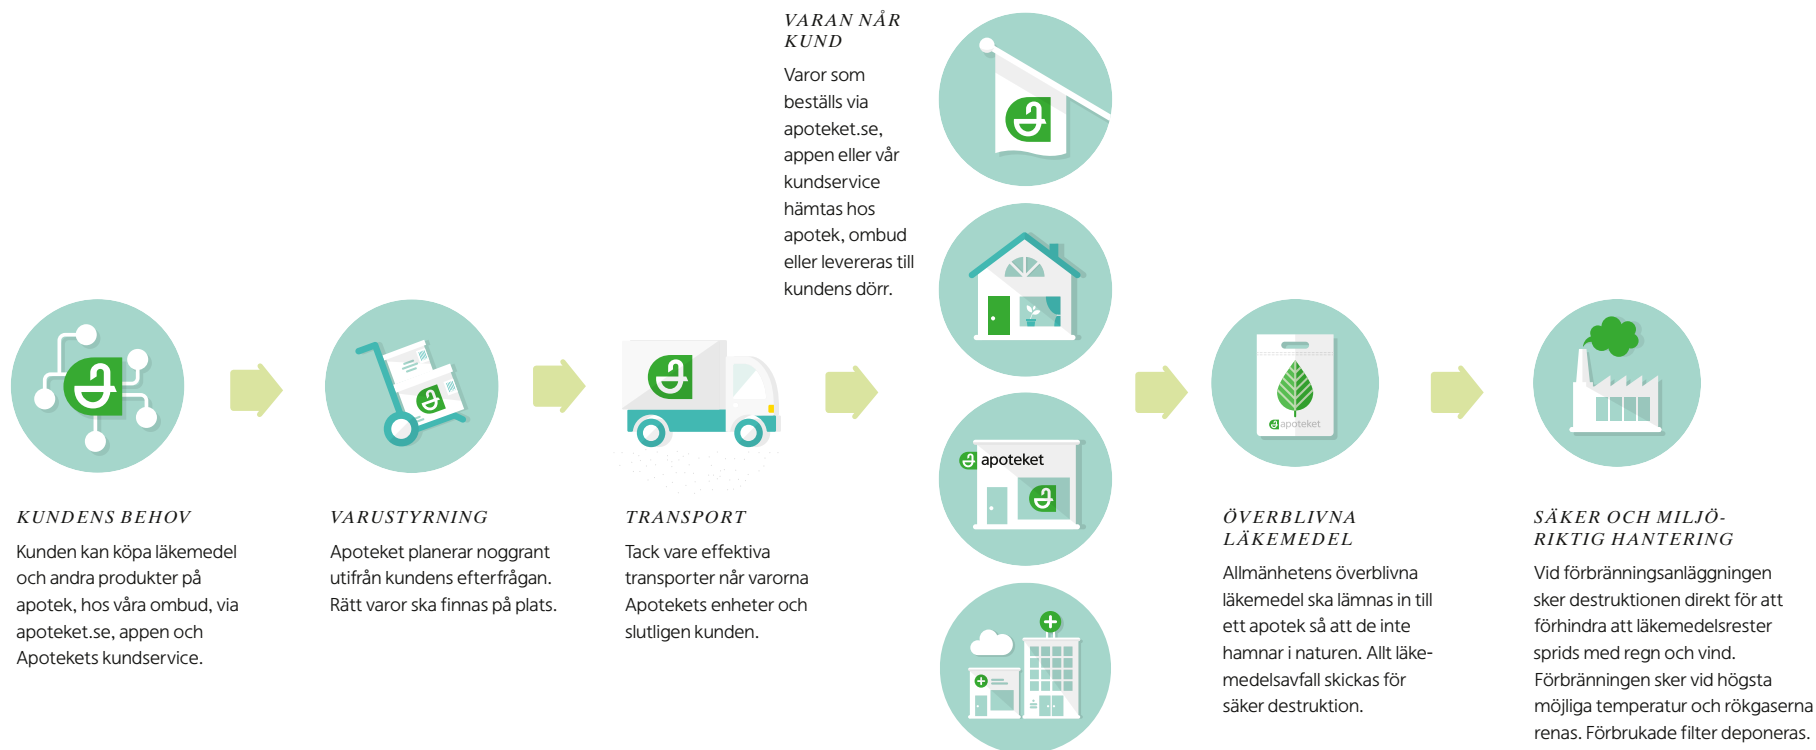 VARAN NÅR
KUND
Varor som
beställs via
apoteket.se,
appen eller vår
kundservice
hämtas hos
apotek, ombud
eller levereras till
kundens dörr.
apoteket
apoteket
KUNDENS BEHOV
Kunden kan köpa läkemedel
och andra produkter på
apotek, hos våra ombud, via
apoteket.se, appen och
Apotekets kundservice.
VARUSTYRNING
Apoteket planerar noggrant
utifrån kundens efterfrågan.
Rätt varor ska finnas på plats.
TRANSPORT
Tack vare effektiva
transporter når varorna
Apotekets enheter och
slutligen kunden.
ÖVERBLIVNA
LÄKEMEDEL
Allmänhetens överblivna
läkemedel ska lämnas in till
ett apotek så att de inte
hamnar i naturen. Allt läke-
medelsavfall skickas för
säker destruktion.
SÄKER OCH MILJÖ-
RIKTIG HANTERING
Vid förbränningsanläggningen
sker destruktionen direkt för att
förhindra att läkemedelsrester
sprids med regn och vind.
Förbränningen sker vid högsta
möjliga temperatur och rökgaserna
renas. Förbrukade filter deponeras.